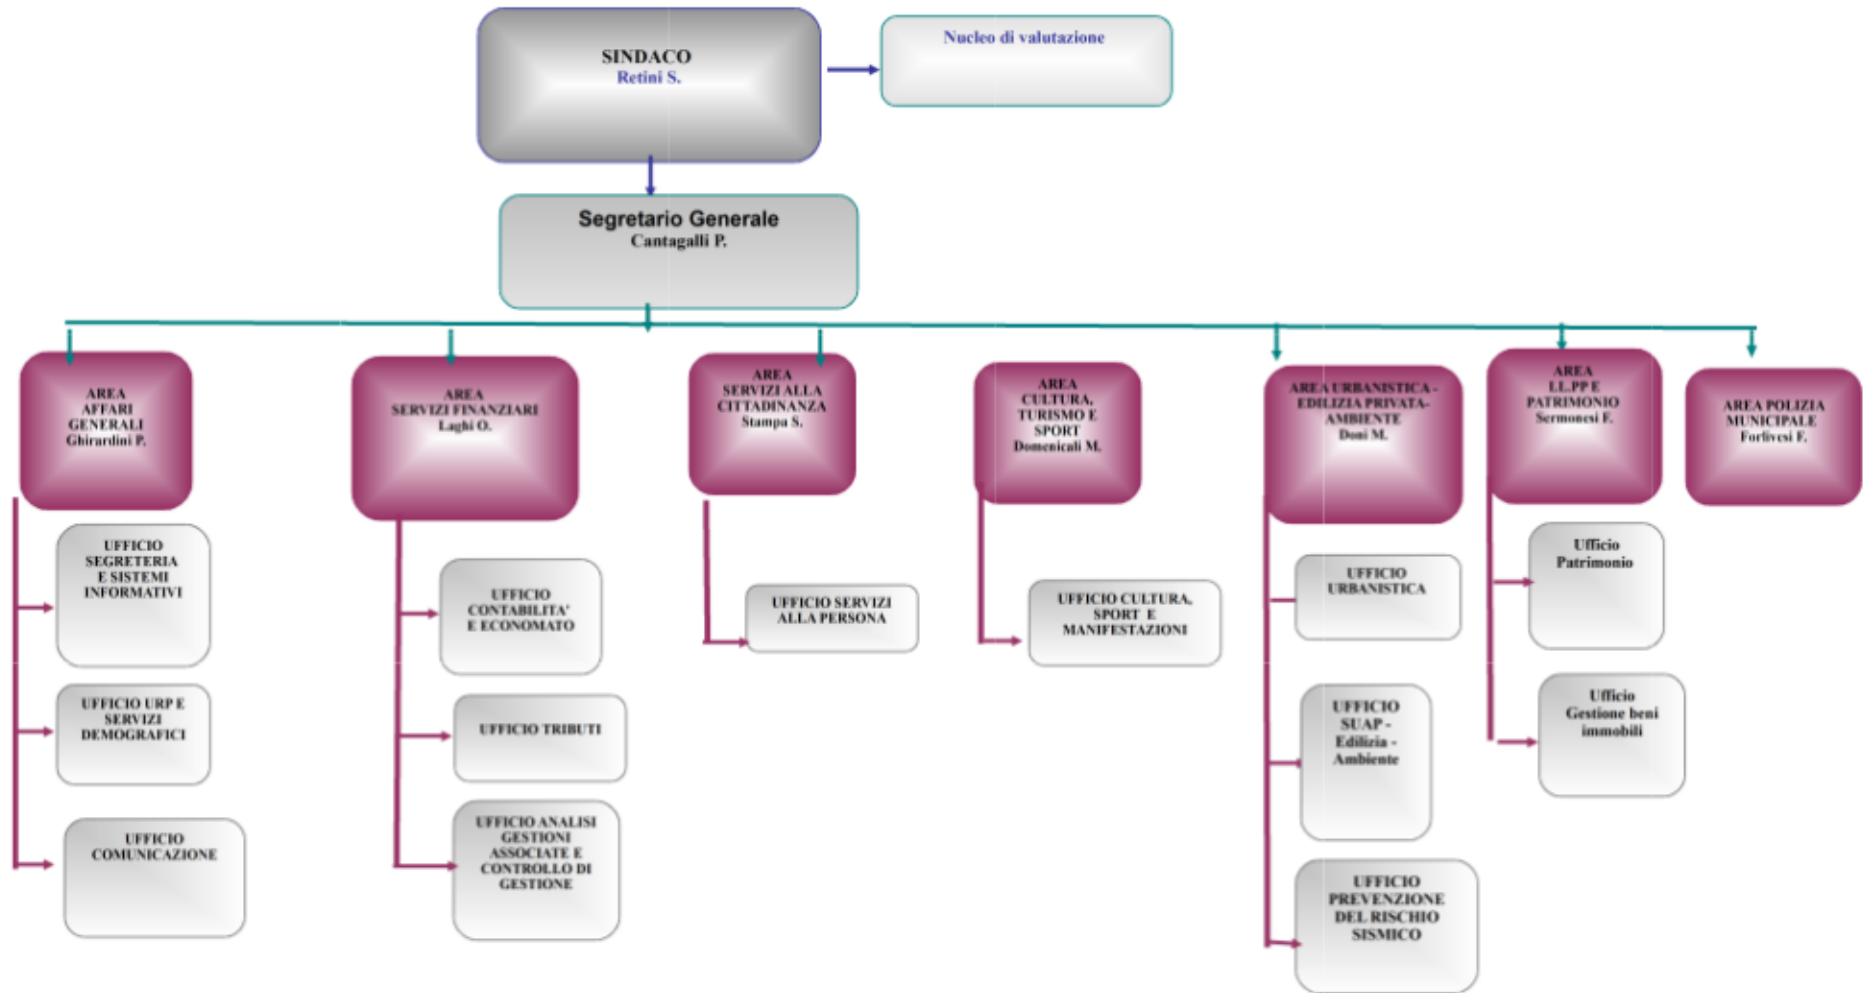 SINDACO
Retini S.
Nucleo di valutazione
Segretario Generale
Cantagalli P.
AREA
AFFARI
GENERALI
Ghirardini P.
AREA
SERVIZI FINANZIARI
Laghi O.
AREA
SERVIZI ALLA
CITTADINANZA
Stampa S.
AREA
CULTURA,
TURISMO E
SPORT
Domenicali M.
AREA URBANISTICA -
EDILIZIA PRIVATA-
AMBIENTE
Doni M.
AREA
LL.PP E
PATRIMONIO
Sermonesi F.
AREA POLIZIA
MUNICIPALE
Forlivesi F.
UFFICIO
SEGRETERIA
E SISTEMI
INFORMATIVI
UFFICIO URP E
SERVIZI
DEMOGRAFICI
UFFICIO
COMUNICAZIONE
UFFICIO
CONTABILITA'
E ECONOMATO
UFFICIO TRIBUTI
UFFICIO ANALISI
GESTIONI
ASSOCIATE E
CONTROLLO DI
GESTIONE
UFFICIO SERVIZI
ALLA PERSONA
UFFICIO CULTURA,
SPORT E
MANIFESTAZIONI
UFFICIO
URBANISTICA
UFFICIO
SUAP -
Edilizia -
Ambiente
UFFICIO
PREVENZIONE
DEL RISCHIO
SISMICO
Ufficio
Patrimonio
Ufficio
Gestione beni
immobili